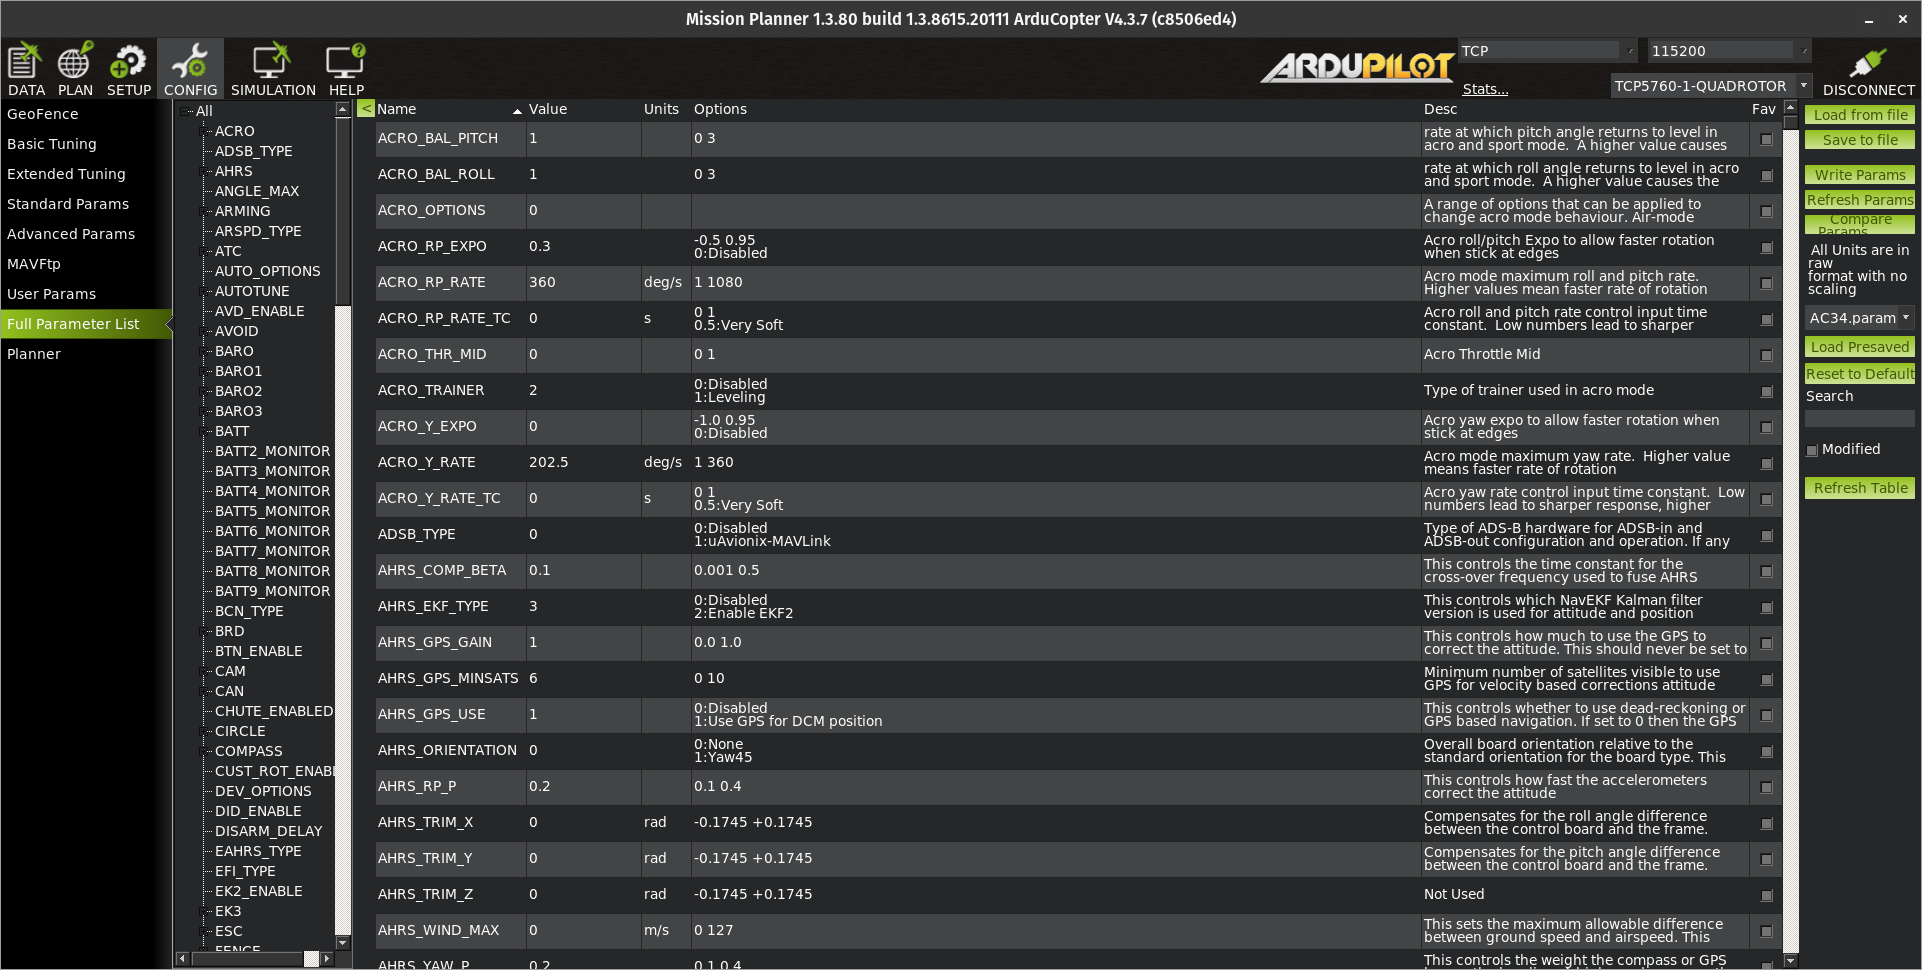 Mission Planner 1.3.80 build 1.3.8615.20111 ArduCopter V4.3.7 (c8506ed4)
DATA PLAN SETUP CONFIG SIMULATION HELP
ARDUPILOT
TCP 115200
Stats... TCP5760-1-QUADROTOR DISCONNECT
GeoFence
Basic Tuning
Extended Tuning
Standard Params
Advanced Params
MAVFtp
User Params
Full Parameter List
Planner
All
ACRO
ADSB_TYPE
AHRS
ANGLE_MAX
ARMING
ARSPD_TYPE
ATC
AUTO_OPTIONS
AUTOTUNE
AVD_ENABLE
AVOID
BARO
BARO1
BARO2
BARO3
BATT
BATT2_MONITOR
BATT3_MONITOR
BATT4_MONITOR
BATT5_MONITOR
BATT6_MONITOR
BATT7_MONITOR
BATT8_MONITOR
BATT9_MONITOR
BCN_TYPE
BRD
BTN_ENABLE
CAM
CAN
CHUTE_ENABLED
CIRCLE
COMPASS
CUST_ROT_ENABL
DEV_OPTIONS
DID_ENABLE
DISARM_DELAY
EAHRS_TYPE
EFI_TYPE
EK2_ENABLE
EK3
ESC
FENCE
< Name Value Units Options Desc Fav
ACRO_BAL_PITCH 1 0 3 rate at which pitch angle returns to level in
acro and sport mode.  A higher value causes
ACRO_BAL_ROLL 1 0 3 rate at which roll angle returns to level in acro
and sport mode.  A higher value causes the
ACRO_OPTIONS 0 A range of options that can be applied to
change acro mode behaviour. Air-mode
ACRO_RP_EXPO 0.3 -0.5 0.95
0:Disabled
Acro roll/pitch Expo to allow faster rotation
when stick at edges
ACRO_RP_RATE 360 deg/s 1 1080 Acro mode maximum roll and pitch rate.
Higher values mean faster rate of rotation
ACRO_RP_RATE_TC 0 s 0 1
0.5:Very Soft
Acro roll and pitch rate control input time
constant.  Low numbers lead to sharper
ACRO_THR_MID 0 0 1 Acro Throttle Mid
ACRO_TRAINER 2 0:Disabled
1:Leveling
Type of trainer used in acro mode
ACRO_Y_EXPO 0 -1.0 0.95
0:Disabled
Acro yaw expo to allow faster rotation when
stick at edges
ACRO_Y_RATE 202.5 deg/s 1 360 Acro mode maximum yaw rate.  Higher value
means faster rate of rotation
ACRO_Y_RATE_TC 0 s 0 1
0.5:Very Soft
Acro yaw rate control input time constant.  Low
numbers lead to sharper response, higher
ADSB_TYPE 0 0:Disabled
1:uAvionix-MAVLink
Type of ADS-B hardware for ADSB-in and
ADSB-out configuration and operation. If any
AHRS_COMP_BETA 0.1 0.001 0.5 This controls the time constant for the
cross-over frequency used to fuse AHRS
AHRS_EKF_TYPE 3 0:Disabled
2:Enable EKF2
This controls which NavEKF Kalman filter
version is used for attitude and position
AHRS_GPS_GAIN 1 0.0 1.0 This controls how much to use the GPS to
correct the attitude. This should never be set to
AHRS_GPS_MINSATS 6 0 10 Minimum number of satellites visible to use
GPS for velocity based corrections attitude
AHRS_GPS_USE 1 0:Disabled
1:Use GPS for DCM position
This controls whether to use dead-reckoning or
GPS based navigation. If set to 0 then the GPS
AHRS_ORIENTATION 0 0:None
1:Yaw45
Overall board orientation relative to the
standard orientation for the board type. This
AHRS_RP_P 0.2 0.1 0.4 This controls how fast the accelerometers
correct the attitude
AHRS_TRIM_X 0 rad -0.1745 +0.1745 Compensates for the roll angle difference
between the control board and the frame.
AHRS_TRIM_Y 0 rad -0.1745 +0.1745 Compensates for the pitch angle difference
between the control board and the frame.
AHRS_TRIM_Z 0 rad -0.1745 +0.1745 Not Used
AHRS_WIND_MAX 0 m/s 0 127 This sets the maximum allowable difference
between ground speed and airspeed. This
AHRS_YAW_P 0.2 0.1 0.4 This controls the weight the compass or GPS
Load from file
Save to file
Write Params
Refresh Params
Compare
Params
All Units are in
raw
format with no
scaling
AC34.param
Load Presaved
Reset to Default
Search
Modified
Refresh Table